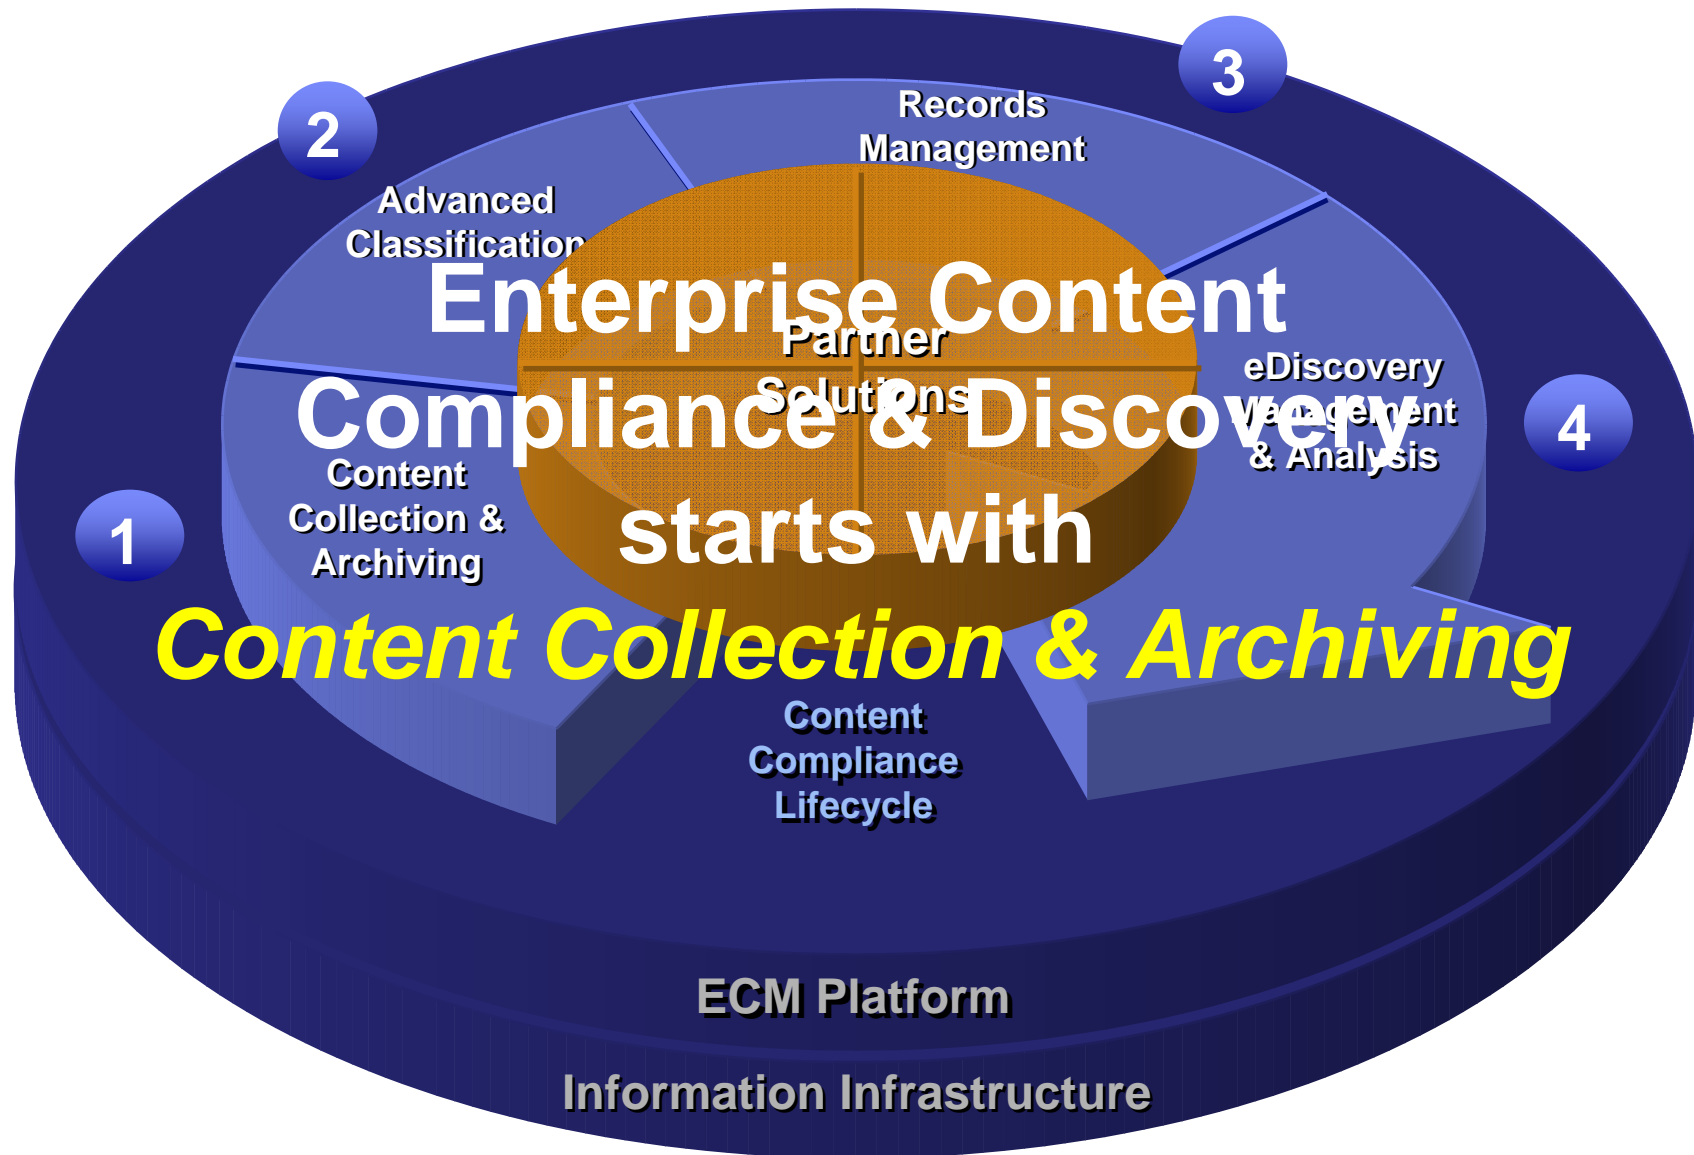 3
2
Records
Management
Advanced
Classification
Enterprise Content
Compliance & Discovery
starts with
Content Collection & Archiving
Partner
Solutions
eDiscovery
Management
& Analysis
4
Content
Collection &
Archiving
1
Content
Compliance
Lifecycle
ECM Platform
Information Infrastructure